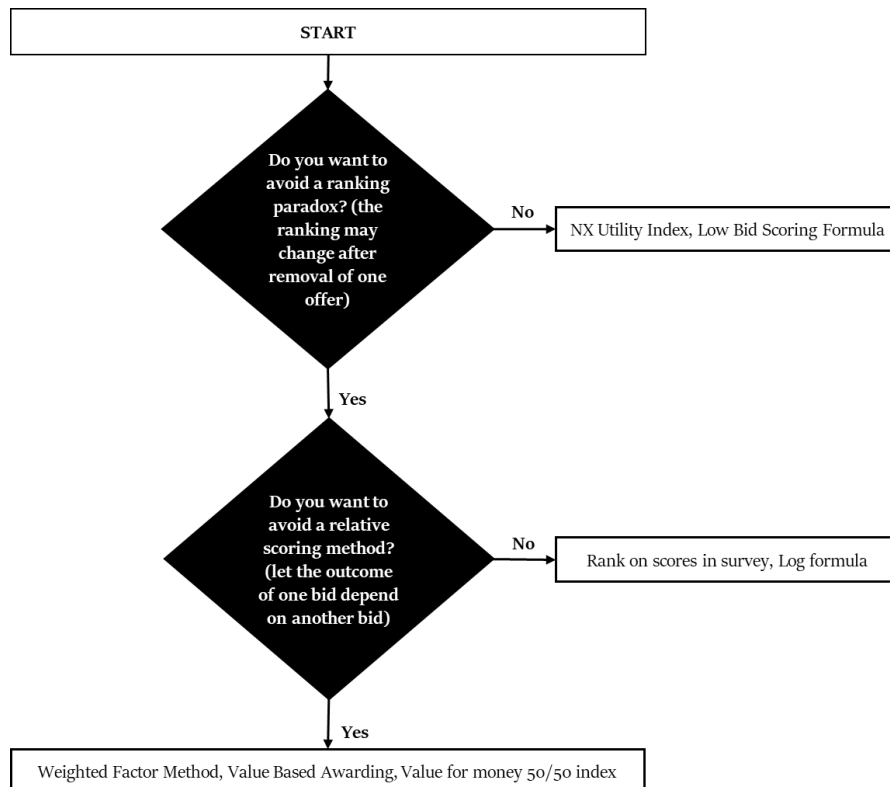 START
Do you want to
avoid a ranking
paradox? (the
ranking may
change after
removal of one
offer)
No
NX Utility Index, Low Bid Scoring Formula
Yes
Do you want to
avoid a relative
scoring method?
(let the outcome
of one bid depend
on another bid)
No
Rank on scores in survey, Log formula
Yes
Weighted Factor Method, Value Based Awarding, Value for money 50/50 index